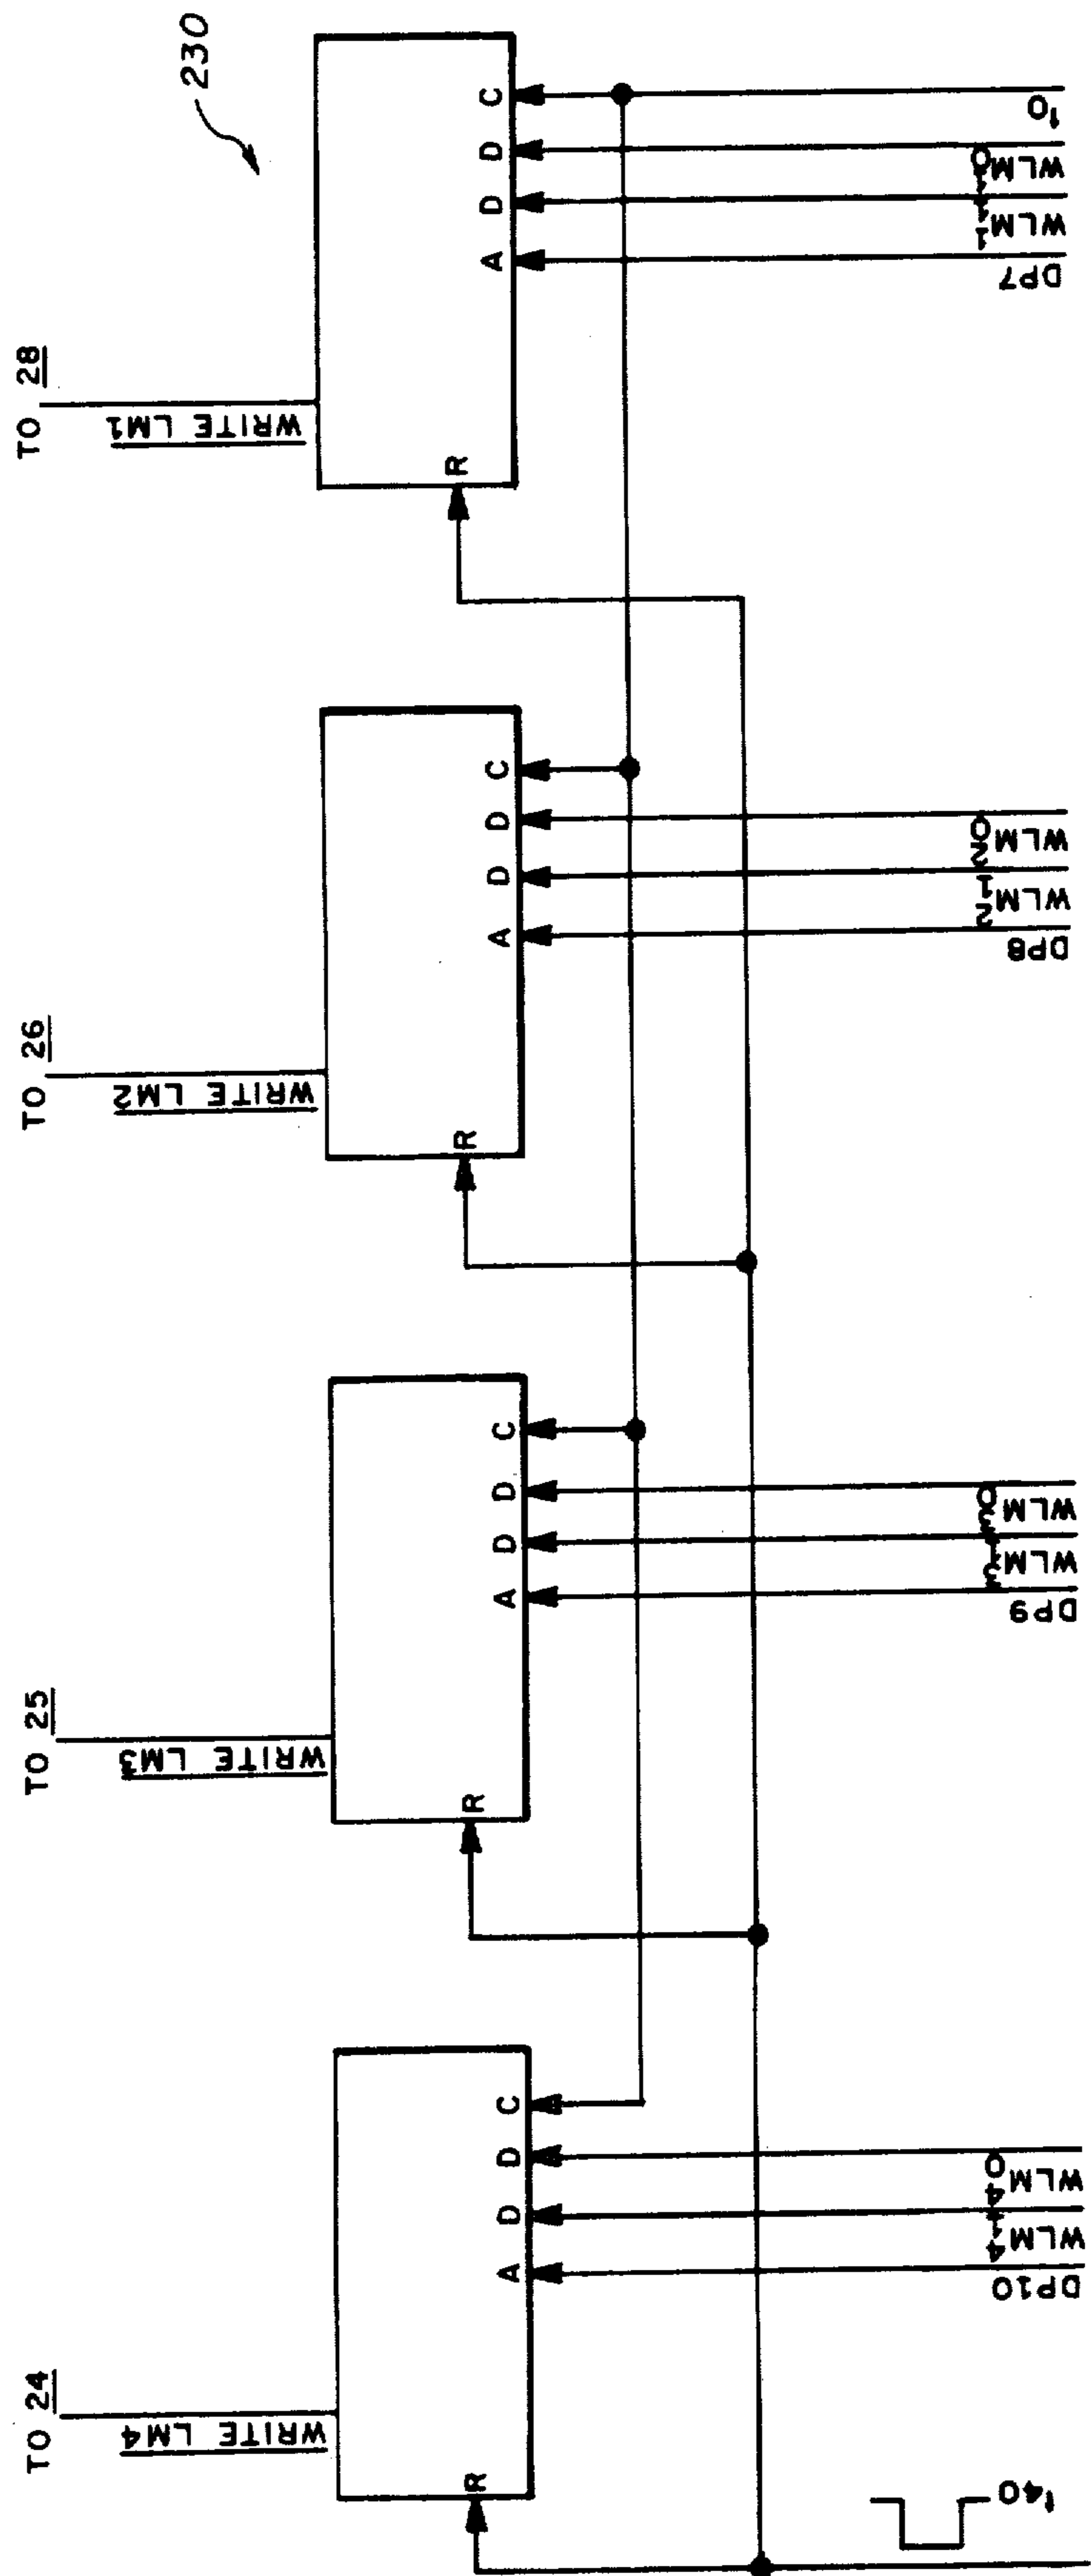 230
TO 28
WRITE LM1
R
A
D
D
C
DP7
WLM1 1
WLM1 0
t0
TO 26
WRITE LM2
R
A
D
D
C
DP8
WLM2 1
WLM2 0
TO 25
WRITE LM3
R
A
D
D
C
DP9
WLM3 1
WLM3 0
TO 24
WRITE LM4
R
A
D
D
C
DP10
WLM4 1
WLM4 0
t40